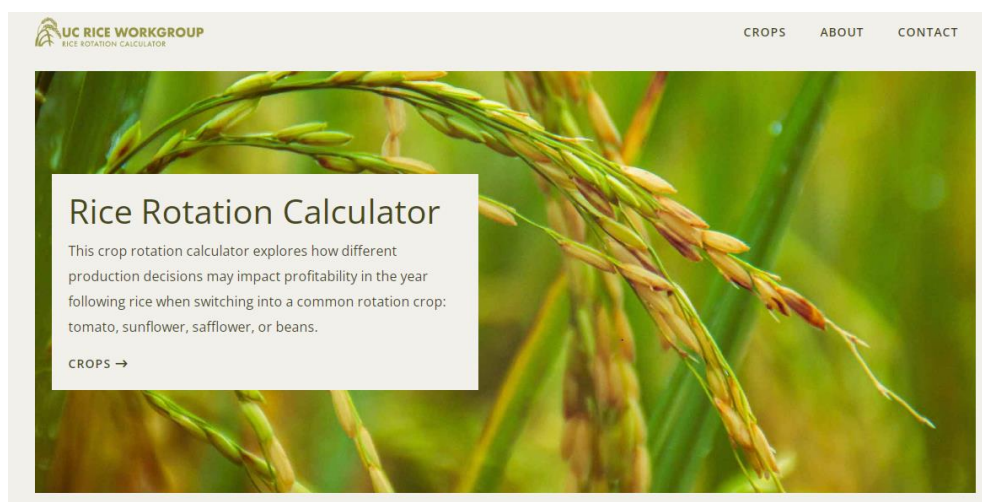 UC RICE WORKGROUP
RICE ROTATION CALCULATOR
CROPS ABOUT CONTACT
Rice Rotation Calculator
This crop rotation calculator explores how different
production decisions may impact profitability in the year
following rice when switching into a common rotation crop:
tomato, sunflower, safflower, or beans.
CROPS →